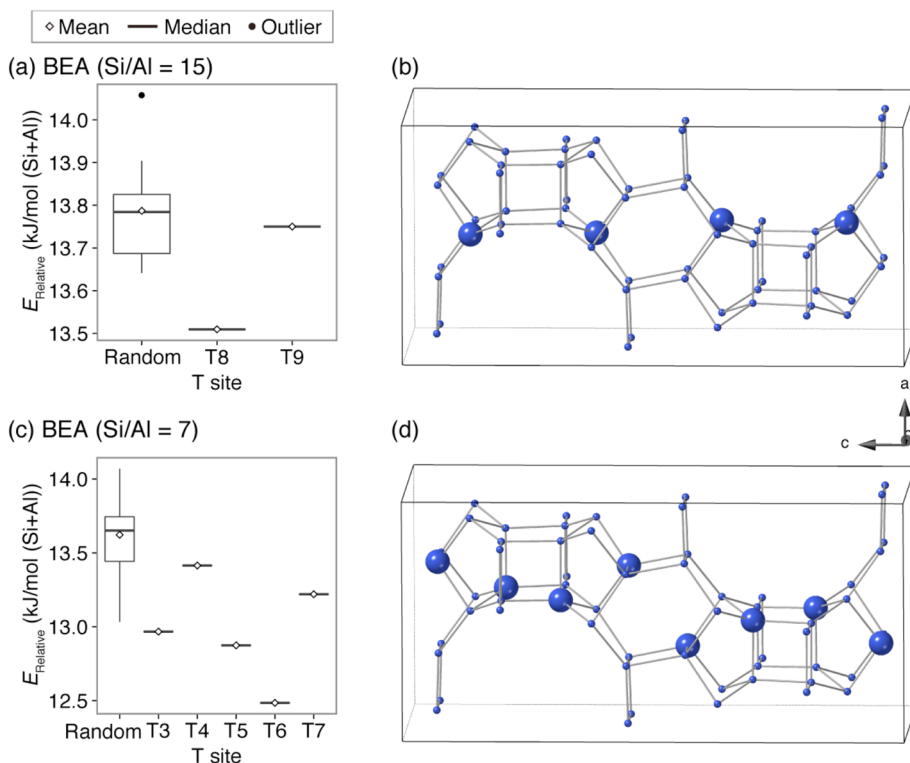 Mean Median Outlier
(a) BEA (Si/Al = 15)
(b)
E_Relative (kJ/mol (Si+Al))
14.0
13.9
13.8
13.7
13.6
13.5
Random T8 T9
T site
a
c
(c) BEA (Si/Al = 7)
(d)
E_Relative (kJ/mol (Si+Al))
14.0
13.5
13.0
12.5
Random T3 T4 T5 T6 T7
T site